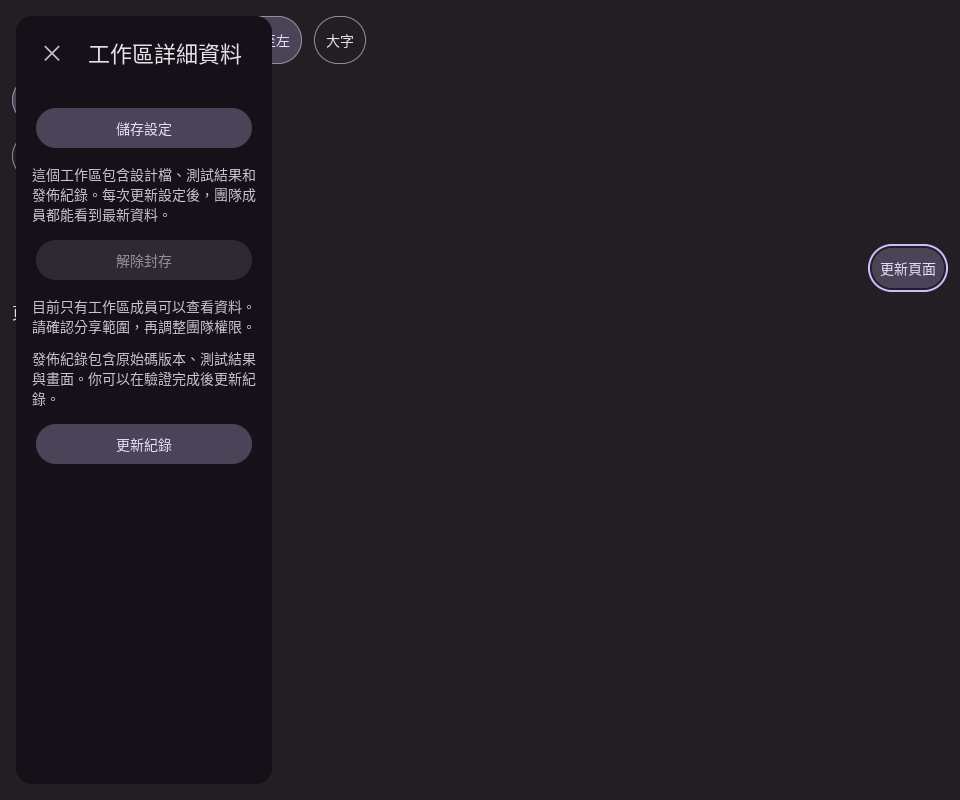 工作區詳細資料
至左
大字
儲存設定
這個工作區包含設計檔、測試結果和
發佈紀錄。每次更新設定後，團隊成
員都能看到最新資料。
解除封存
更新頁面
目前只有工作區成員可以查看資料。
請確認分享範圍，再調整團隊權限。
發佈紀錄包含原始碼版本、測試結果
與畫面。你可以在驗證完成後更新紀
錄。
更新紀錄